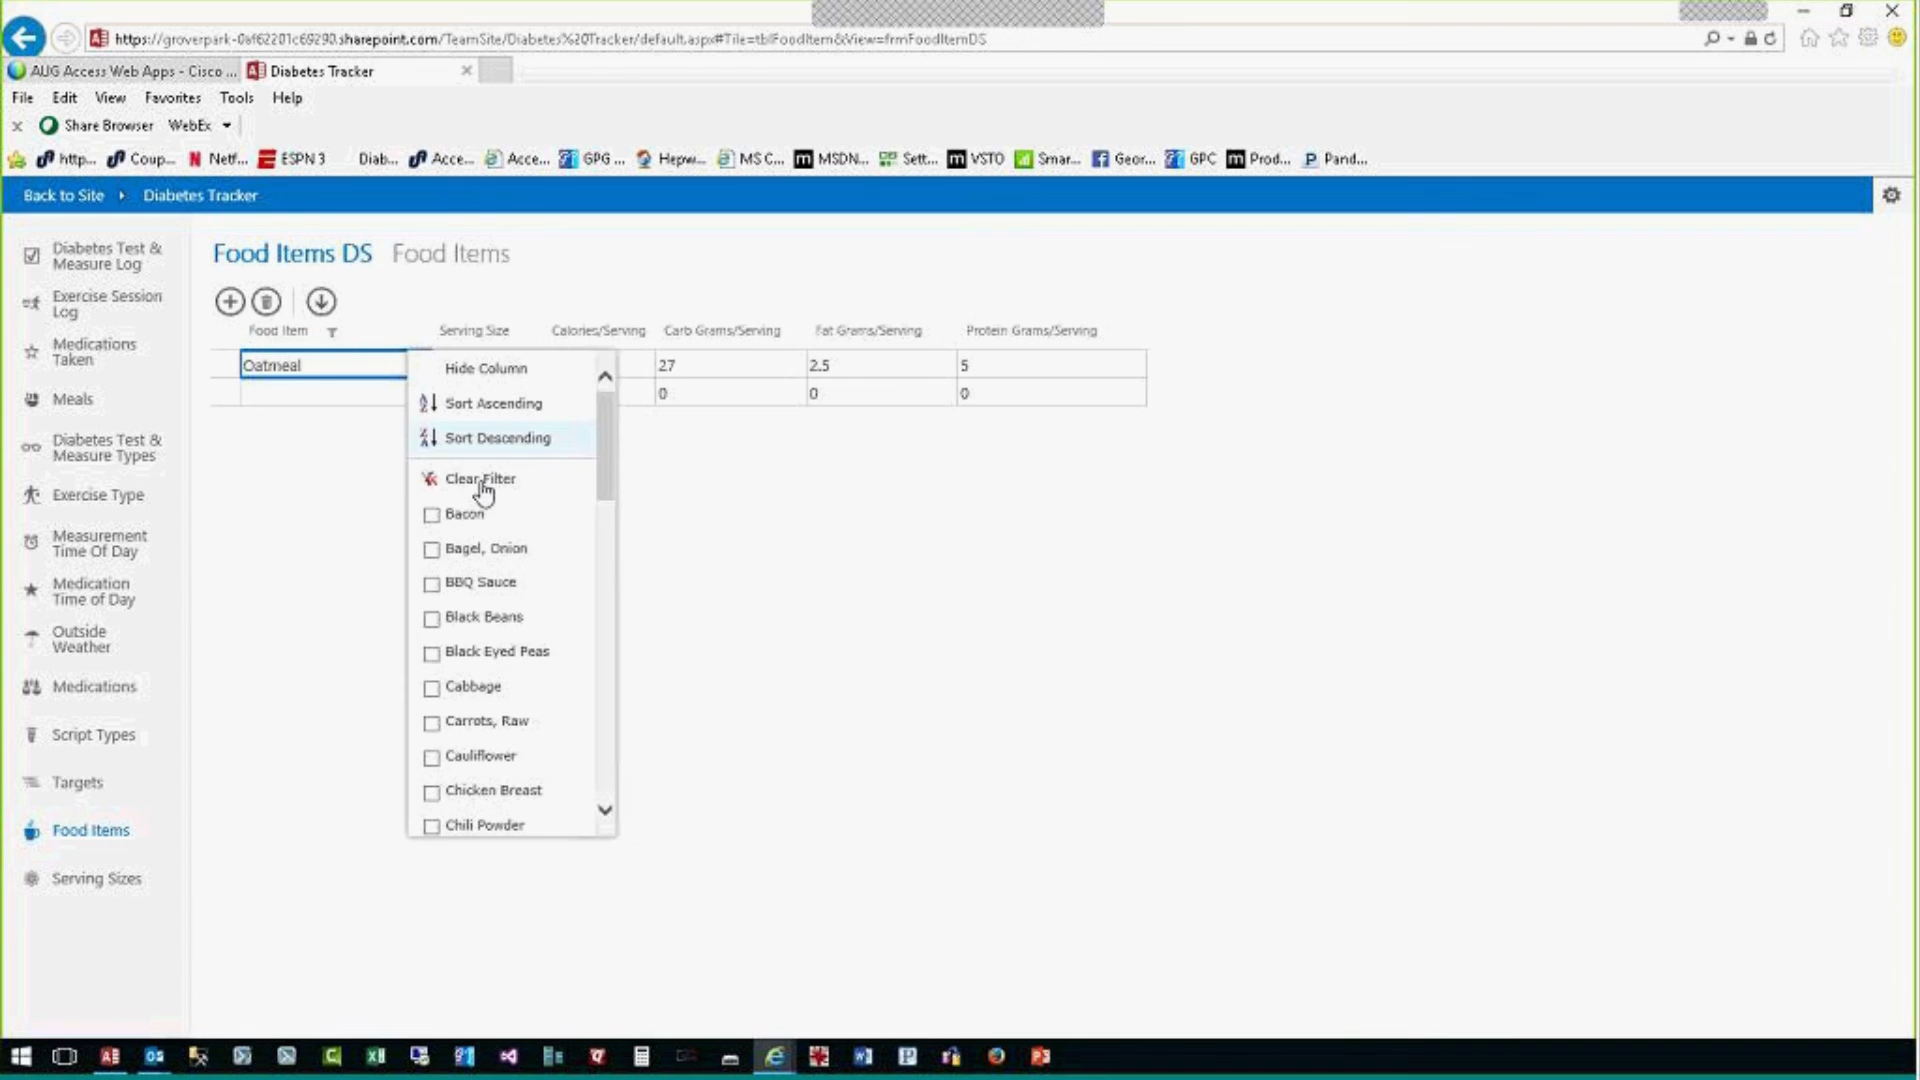 https://groverpark-0af62201c69290.sharepoint.com/TeamSite/Diabetes%20Tracker/default.aspx#Tile=tblFoodItem&View=frmFoodItemDS
AUG Access Web Apps - Cisco ... Diabetes Tracker
File Edit View Favorites Tools Help
x Share Browser WebEx
http... Coup... Netf... ESPN 3 Diab... Acce... Acce... GPG ... Hepw... MS C... MSDN... Sett... VSTO Smar... Geor... GPC Prod... Pand...
Back to Site Diabetes Tracker
Diabetes Test &
Measure Log
Exercise Session
Log
Medications
Taken
Meals
Diabetes Test &
Measure Types
Exercise Type
Measurement
Time Of Day
Medication
Time of Day
Outside
Weather
Medications
Script Types
Targets
Food Items
Serving Sizes
Food Items DS Food Items
Food Item Serving Size Calories/Serving Carb Grams/Serving Fat Grams/Serving Protein Grams/Serving
Oatmeal 27 2.5 5
0 0 0
Hide Column
Sort Ascending
Sort Descending
Clear Filter
Bacon
Bagel, Onion
BBQ Sauce
Black Beans
Black Eyed Peas
Cabbage
Carrots, Raw
Cauliflower
Chicken Breast
Chili Powder